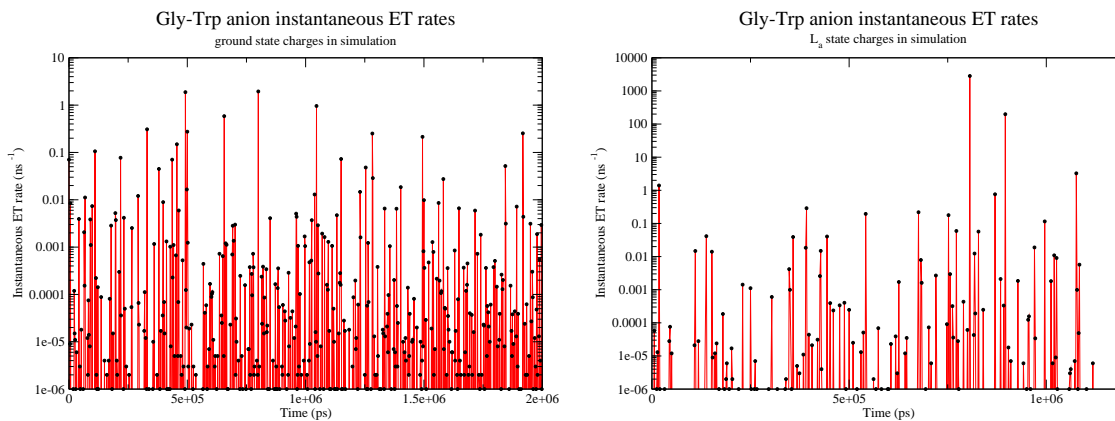 Gly-Trp anion instantaneous ET rates
ground state charges in simulation
Instantaneous ET rate (ns⁻¹)
10
1
0.1
0.01
0.001
0.0001
1e-05
1e-06
0
5e+05
1e+06
1.5e+06
2e+06
Time (ps)
Gly-Trp anion instantaneous ET rates
Lₐ state charges in simulation
Instantaneous ET rate (ns⁻¹)
10000
1000
100
10
1
0.1
0.01
0.001
0.0001
1e-05
1e-06
0
5e+05
1e+06
Time (ps)